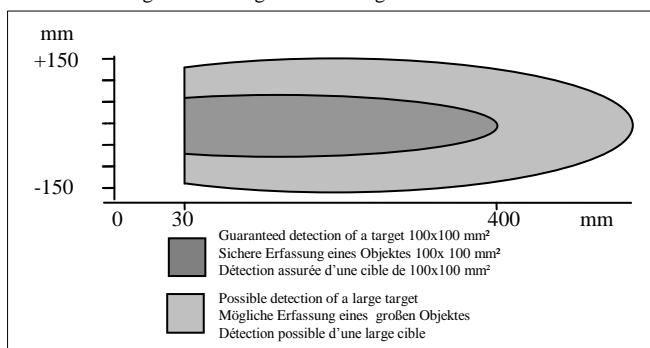 mm
+150
-150
0 30 400 mm
Guaranteed detection of a target 100x100 mm²
Sichere Erfassung eines Objektes 100x 100 mm²
Détection assurée d'une cible de 100x100 mm²
Possible detection of a large target
Mögliche Erfassung eines großen Objektes
Détection possible d'une large cible